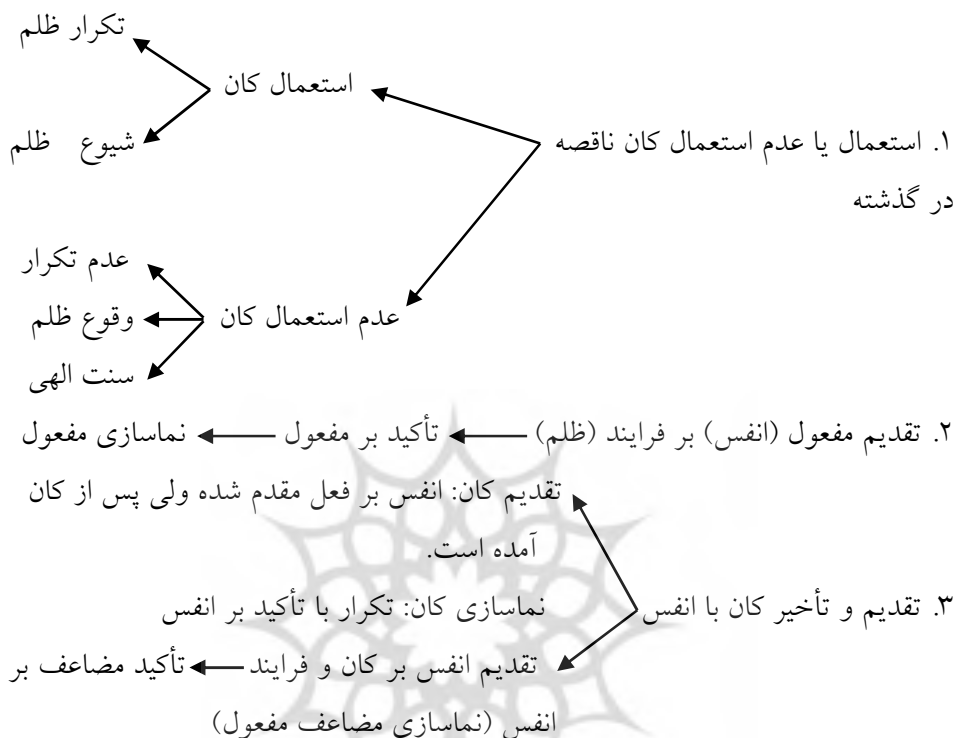 تکرار ظلم
استعمال کان
۱. استعمال یا عدم استعمال کان ناقصه
شیوع ظلم
در گذشته
عدم تکرار
عدم استعمال کان
وقوع ظلم
سنت الهی
۲. تقدیم مفعول (انفس) بر فرایند (ظلم) تأکید بر مفعول نماسازی مفعول
تقدیم کان: انفس بر فعل مقدم شده ولی پس از کان
آمده است.
۳. تقدیم و تأخیر کان با انفس
نماسازی کان: تکرار با تأکید بر انفس
تقدیم انفس بر کان و فرایند تأکید مضاعف بر
انفس (نماسازی مضاعف مفعول)